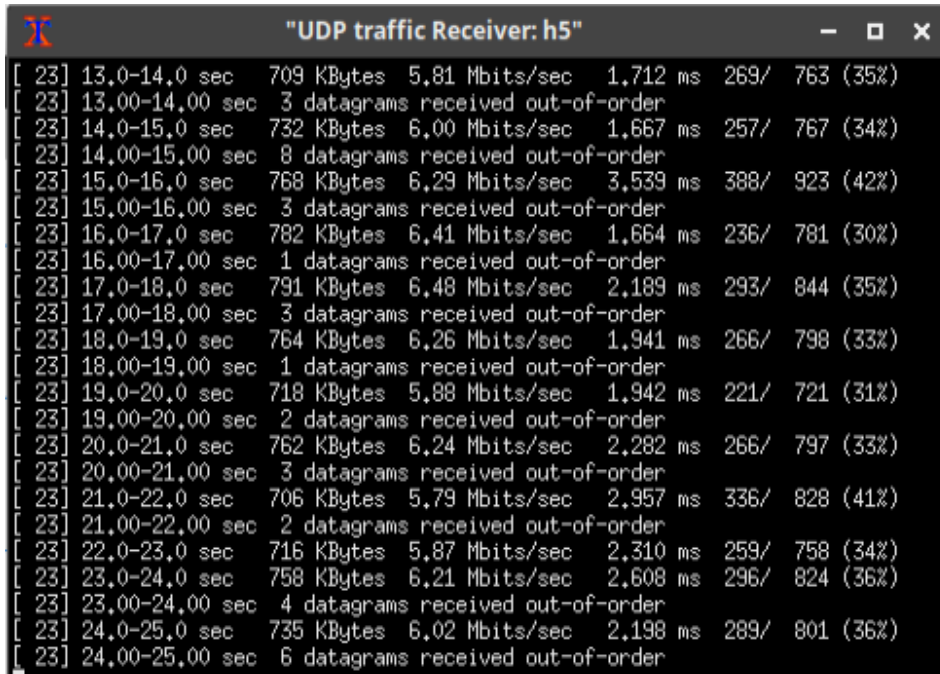 "UDP traffic Receiver: h5"
[ 23] 13.0-14.0 sec   709 KBytes  5.81 Mbits/sec   1.712 ms  269/  763 (35%)
[ 23] 13.00-14.00 sec  3 datagrams received out-of-order
[ 23] 14.0-15.0 sec   732 KBytes  6.00 Mbits/sec   1.667 ms  257/  767 (34%)
[ 23] 14.00-15.00 sec  8 datagrams received out-of-order
[ 23] 15.0-16.0 sec   768 KBytes  6.29 Mbits/sec   3.539 ms  388/  923 (42%)
[ 23] 15.00-16.00 sec  3 datagrams received out-of-order
[ 23] 16.0-17.0 sec   782 KBytes  6.41 Mbits/sec   1.664 ms  236/  781 (30%)
[ 23] 16.00-17.00 sec  1 datagrams received out-of-order
[ 23] 17.0-18.0 sec   791 KBytes  6.48 Mbits/sec   2.189 ms  293/  844 (35%)
[ 23] 17.00-18.00 sec  3 datagrams received out-of-order
[ 23] 18.0-19.0 sec   764 KBytes  6.26 Mbits/sec   1.941 ms  266/  798 (33%)
[ 23] 18.00-19.00 sec  1 datagrams received out-of-order
[ 23] 19.0-20.0 sec   718 KBytes  5.88 Mbits/sec   1.942 ms  221/  721 (31%)
[ 23] 19.00-20.00 sec  2 datagrams received out-of-order
[ 23] 20.0-21.0 sec   762 KBytes  6.24 Mbits/sec   2.282 ms  266/  797 (33%)
[ 23] 20.00-21.00 sec  3 datagrams received out-of-order
[ 23] 21.0-22.0 sec   706 KBytes  5.79 Mbits/sec   2.957 ms  336/  828 (41%)
[ 23] 21.00-22.00 sec  2 datagrams received out-of-order
[ 23] 22.0-23.0 sec   716 KBytes  5.87 Mbits/sec   2.310 ms  259/  758 (34%)
[ 23] 23.0-24.0 sec   758 KBytes  6.21 Mbits/sec   2.608 ms  296/  824 (36%)
[ 23] 23.00-24.00 sec  4 datagrams received out-of-order
[ 23] 24.0-25.0 sec   735 KBytes  6.02 Mbits/sec   2.198 ms  289/  801 (36%)
[ 23] 24.00-25.00 sec  6 datagrams received out-of-order